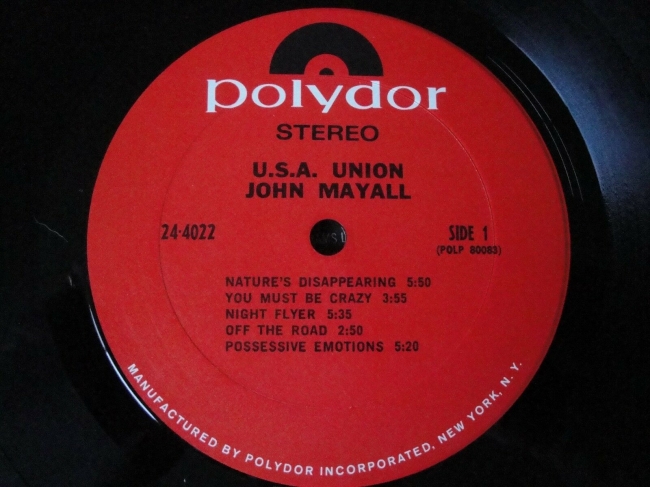 polydor
STEREO
U.S.A. UNION
JOHN MAYALL
24-4022
SIDE 1
(POLP 80083)
NATURE'S DISAPPEARING 5:50
YOU MUST BE CRAZY 3:55
NIGHT FLYER 5:35
OFF THE ROAD 2:50
POSSESSIVE EMOTIONS 5:20
MANUFACTURED BY POLYDOR INCORPORATED, NEW YORK, N. Y.